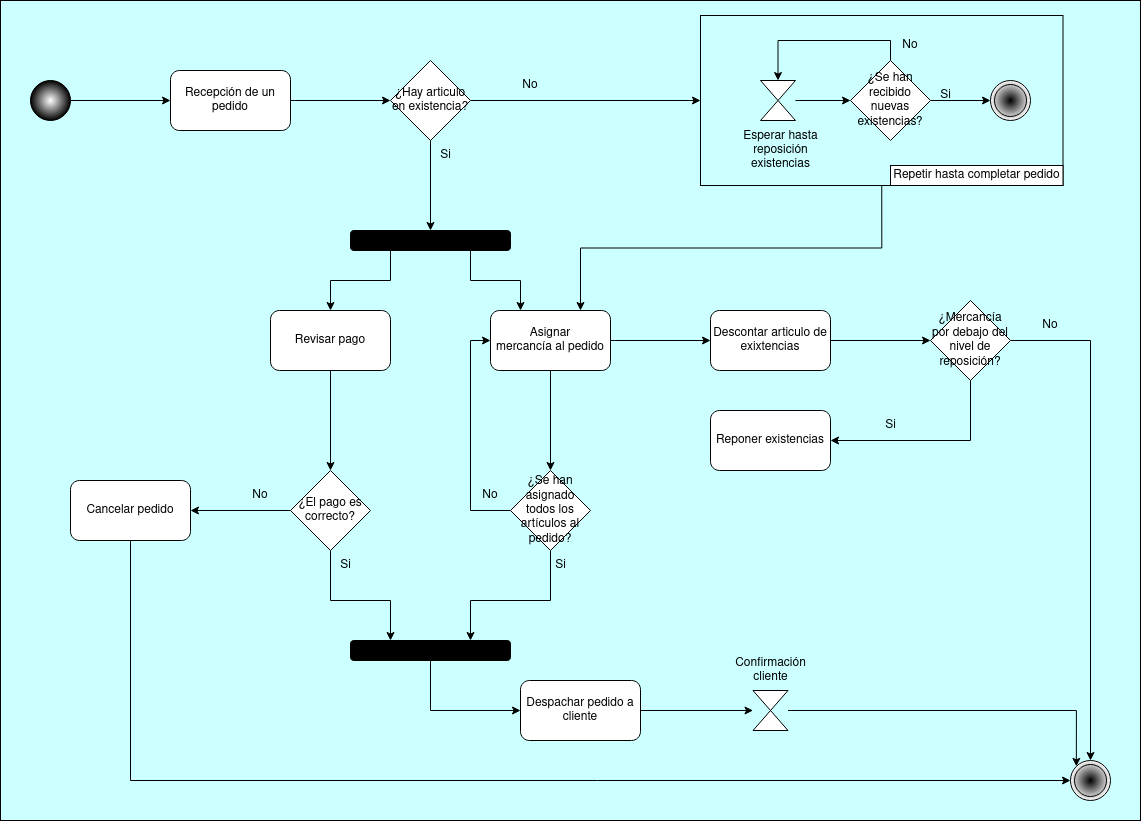 Recepción de un
pedido
¿Hay articulo
en existencia?
No
Si
Esperar hasta
reposición
existencias
¿Se han
recibido
nuevas
existencias?
No
Si
Repetir hasta completar pedido
Revisar pago
Asignar
mercancía al pedido
Descontar articulo de
exixtencias
¿Mercancía
por debajo del
nivel de
reposición?
No
Si
Reponer existencias
Cancelar pedido
No
¿El pago es
correcto?
Si
No
¿Se han
asignado
todos los
artículos al
pedido?
Si
Despachar pedido a
cliente
Confirmación
cliente